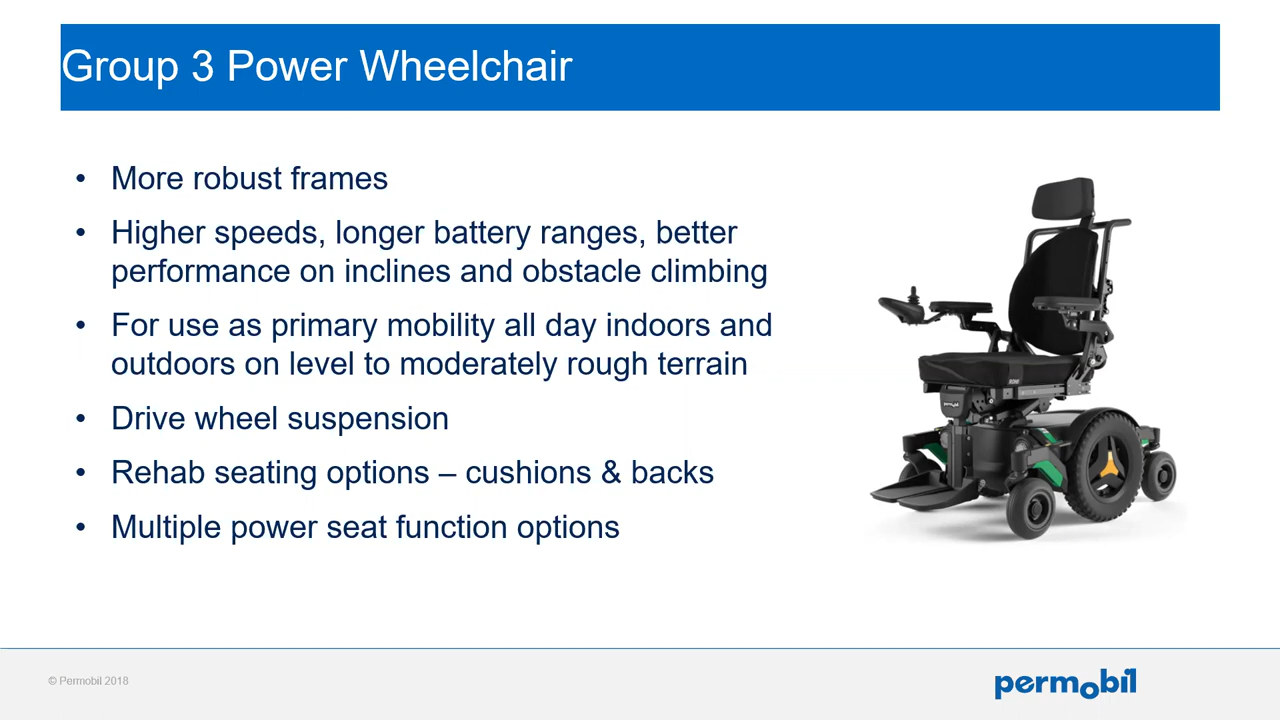 Group 3 Power Wheelchair
• More robust frames
• Higher speeds, longer battery ranges, better
performance on inclines and obstacle climbing
• For use as primary mobility all day indoors and
outdoors on level to moderately rough terrain
• Drive wheel suspension
• Rehab seating options – cushions & backs
• Multiple power seat function options
permobil
© Permobil 2018
permobil